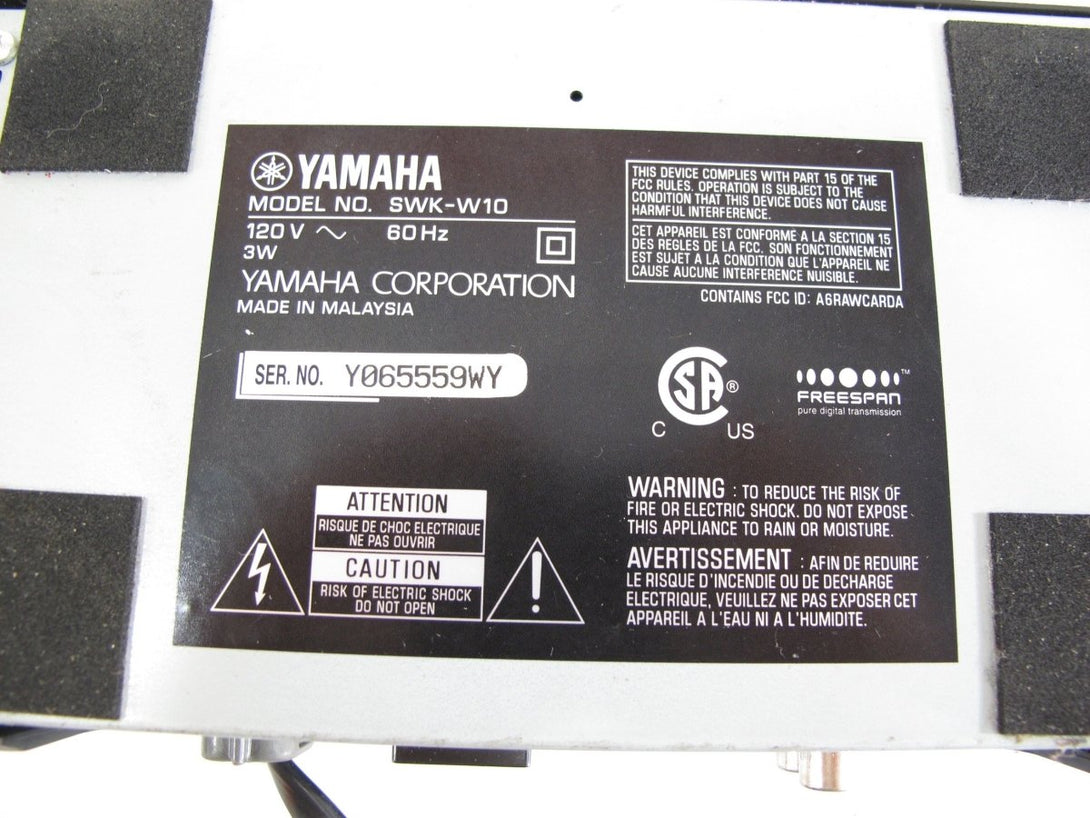 YAMAHA
MODEL NO. SWK-W10
120 V ~ 60 Hz
3W
YAMAHA CORPORATION
MADE IN MALAYSIA
SER. NO. Y065559WY
THIS DEVICE COMPLIES WITH PART 15 OF THE
FCC RULES. OPERATION IS SUBJECT TO THE
CONDITION THAT THIS DEVICE DOES NOT CAUSE
HARMFUL INTERFERENCE.
CET APPAREIL EST CONFORME A LA SECTION 15
DES REGLES DE LA FCC. SON FONCTIONNEMENT
EST SUJET A LA CONDITION QUE L'APPAREIL NE
CAUSE AUCUNE INTERFERENCE NUISIBLE.
CONTAINS FCC ID: A6RAWCARDA
CSA ®
C US
FREESPAN ™
pure digital transmission
ATTENTION
RISQUE DE CHOC ELECTRIQUE
NE PAS OUVRIR
CAUTION
RISK OF ELECTRIC SHOCK
DO NOT OPEN
WARNING : TO REDUCE THE RISK OF
FIRE OR ELECTRIC SHOCK. DO NOT EXPOSE
THIS APPLIANCE TO RAIN OR MOISTURE.
AVERTISSEMENT : AFIN DE REDUIRE
LE RISQUE D'INCENDIE OU DE DECHARGE
ELECTRIQUE, VEUILLEZ NE PAS EXPOSER CET
APPAREIL A L'EAU NI A L'HUMIDITE.